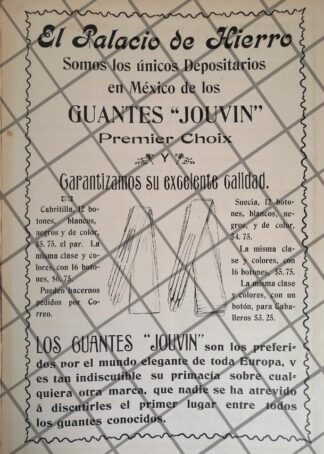 El Palacio de Hierro
Somos los únicos Depositarios
en México de los
GUANTES "JOUVIN"
Premier Choix
Y
Garantizamos su excelente calidad.
Cabritilla, 12 bo-
tones, blancos,
negros y de color,
$5. 75. el par. La
misma clase y co-
lores, con 16 boto-
nes, $6. 75.
Pueden hacernos
pedidos por Co-
rreo.
Suecia, 12 boto-
nes, blancos, ne-
gros, y de color,
$4. 75.
La misma cla-
se y colores, con
16 botones, $5. 75.
La misma clase
y colores, con un
botón, para Caba-
lleros $3. 25.
LOS GUANTES "JOUVIN" son los preferi-
dos por el mundo elegante de toda Europa, y
es tan indiscutible su primacía sobre cual-
quiera otra marca, que nadie se ha atrevido
á discutirles el primer lugar entre todos
los guantes conocidos.